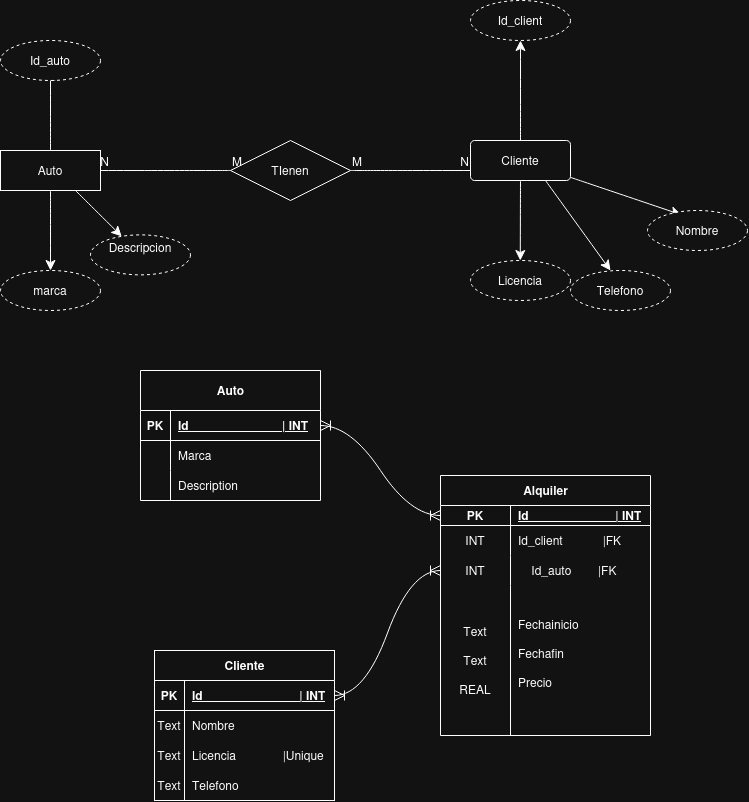 Id_client
Id_auto
Auto
N
M
TIenen
M
N
Cliente
Descripcion
marca
Nombre
Licencia
Telefono
Auto
PK Id | INT
Marca
Description
Alquiler
PK Id | INT
INT Id_client |FK
INT Id_auto |FK
Text Fechainicio
Text Fechafin
REAL Precio
Cliente
PK Id | INT
Text Nombre
Text Licencia |Unique
Text Telefono